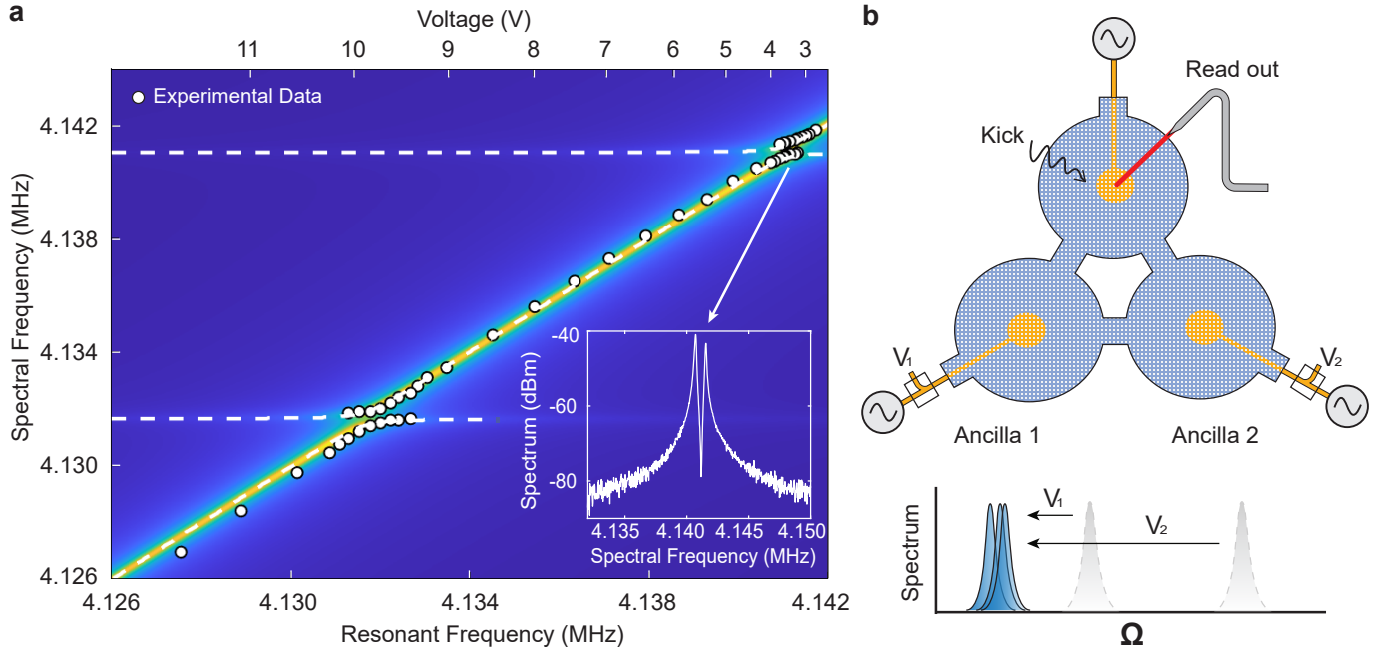 a
Voltage (V)
11 10 9 8 7 6 5 4 3
Experimental Data
Spectral Frequency (MHz)
4.142
4.138
4.134
4.130
4.126
4.126 4.130 4.134 4.138 4.142
Resonant Frequency (MHz)
Spectrum (dBm)
-40
-60
-80
4.135 4.140 4.145 4.150
Spectral Frequency (MHz)
b
Read out
Kick
V₁
V₂
Ancilla 1
Ancilla 2
Spectrum
V₁
V₂
Ω